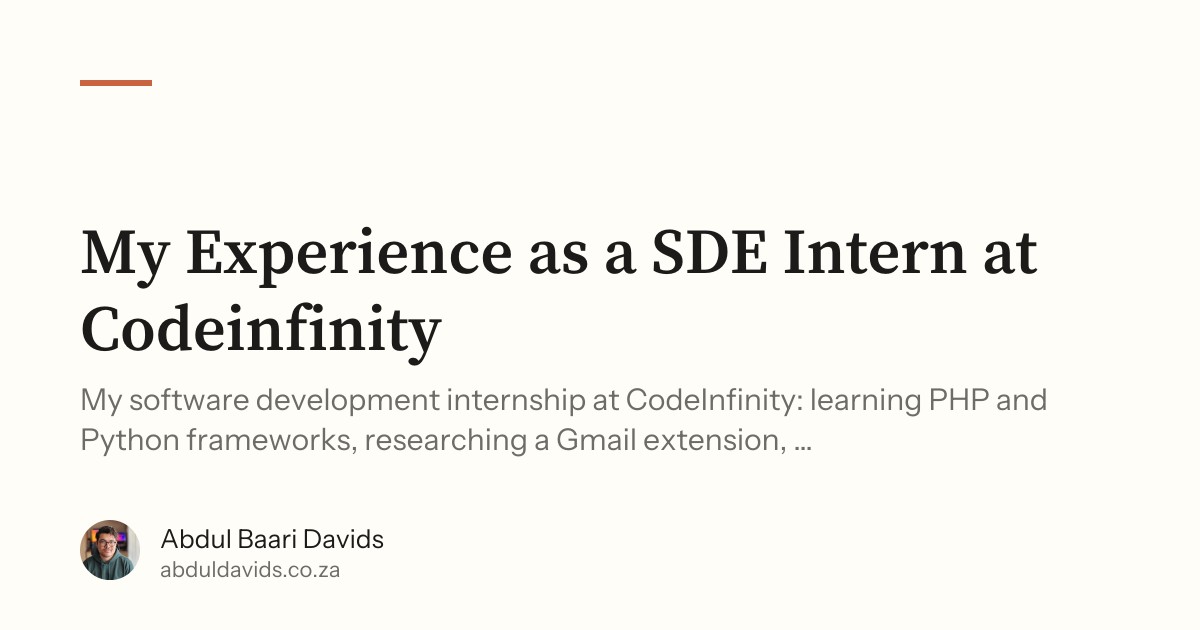 My Experience as a SDE Intern at
Codeinfinity
My software development internship at CodeInfinity: learning PHP and
Python frameworks, researching a Gmail extension, ...
Abdul Baari Davids
abduldavids.co.za